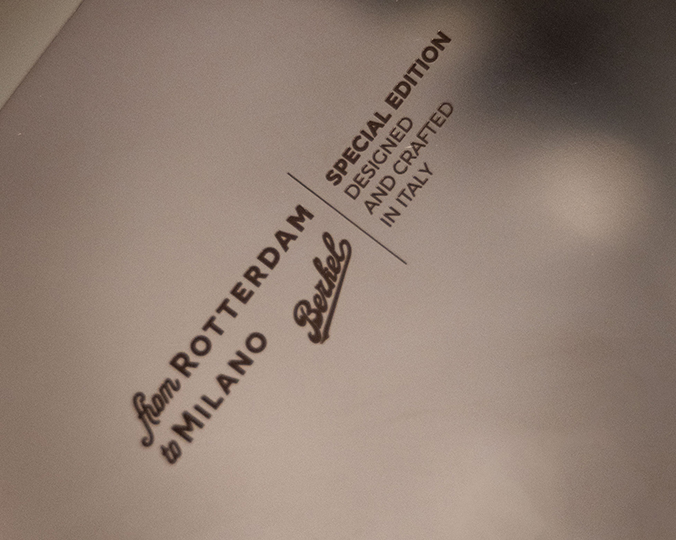 from ROTTERDAM
to MILANO
Berkel
SPECIAL EDITION
DESIGNED
AND CRAFTED
IN ITALY